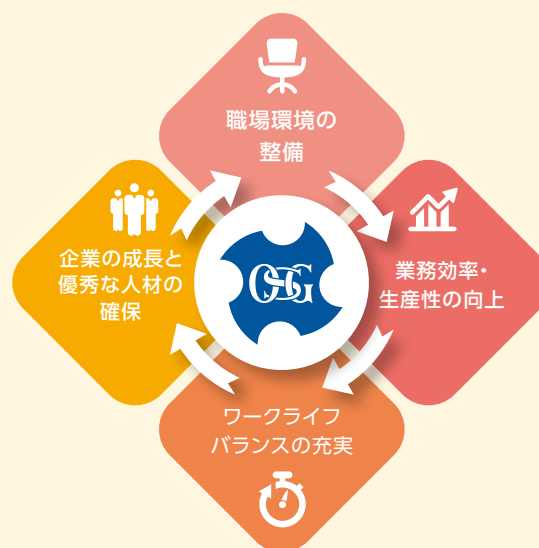 職場環境の
整備
業務効率・
生産性の向上
ワークライフ
バランスの充実
企業の成長と
優秀な人材の
確保
OSG